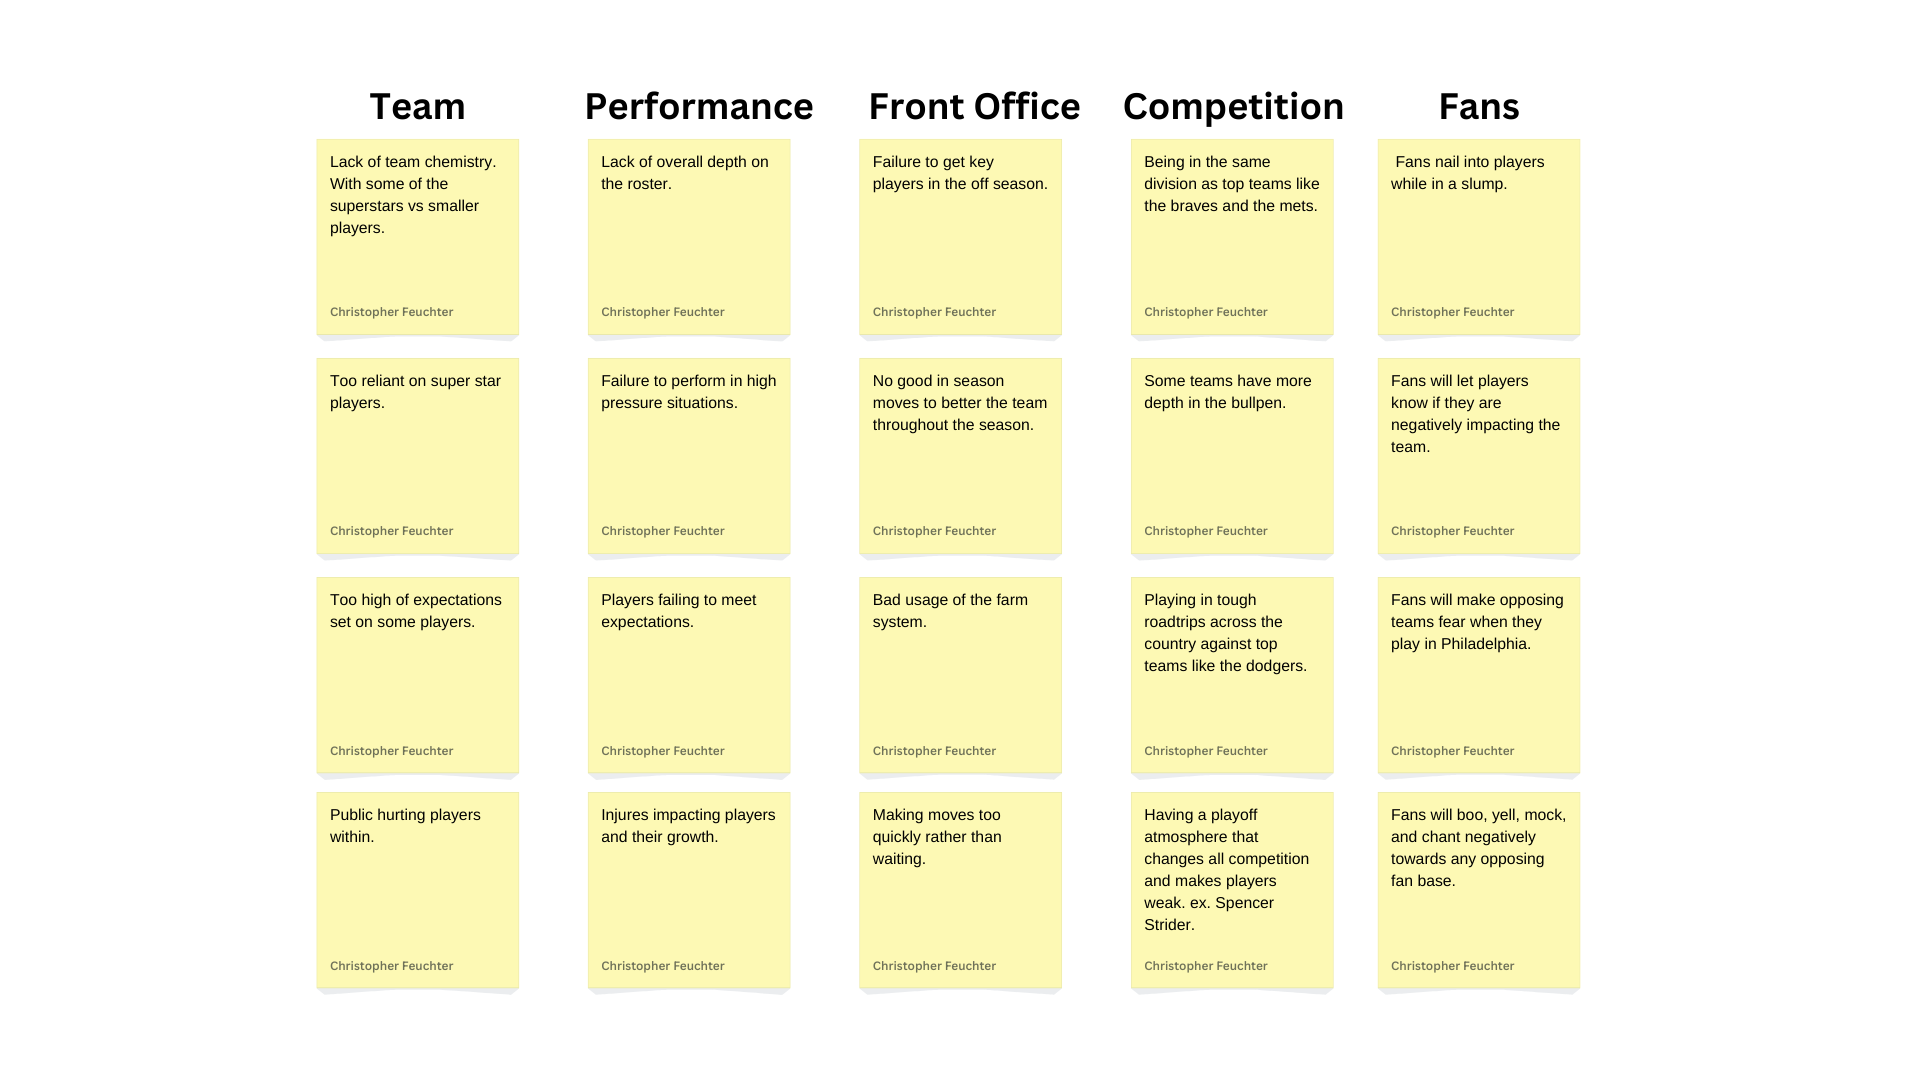 Team
Performance
Front Office
Competition
Fans
Lack of team chemistry.
With some of the
superstars vs smaller
players.
Christopher Feuchter
Lack of overall depth on
the roster.
Christopher Feuchter
Failure to get key
players in the off season.
Christopher Feuchter
Being in the same
division as top teams like
the braves and the mets.
Christopher Feuchter
Fans nail into players
while in a slump.
Christopher Feuchter
Too reliant on super star
players.
Christopher Feuchter
Failure to perform in high
pressure situations.
Christopher Feuchter
No good in season
moves to better the team
throughout the season.
Christopher Feuchter
Some teams have more
depth in the bullpen.
Christopher Feuchter
Fans will let players
know if they are
negatively impacting the
team.
Christopher Feuchter
Too high of expectations
set on some players.
Christopher Feuchter
Players failing to meet
expectations.
Christopher Feuchter
Bad usage of the farm
system.
Christopher Feuchter
Playing in tough
roadtrips across the
country against top
teams like the dodgers.
Christopher Feuchter
Fans will make opposing
teams fear when they
play in Philadelphia.
Christopher Feuchter
Public hurting players
within.
Christopher Feuchter
Injures impacting players
and their growth.
Christopher Feuchter
Making moves too
quickly rather than
waiting.
Christopher Feuchter
Having a playoff
atmosphere that
changes all competition
and makes players
weak. ex. Spencer
Strider.
Christopher Feuchter
Fans will boo, yell, mock,
and chant negatively
towards any opposing
fan base.
Christopher Feuchter